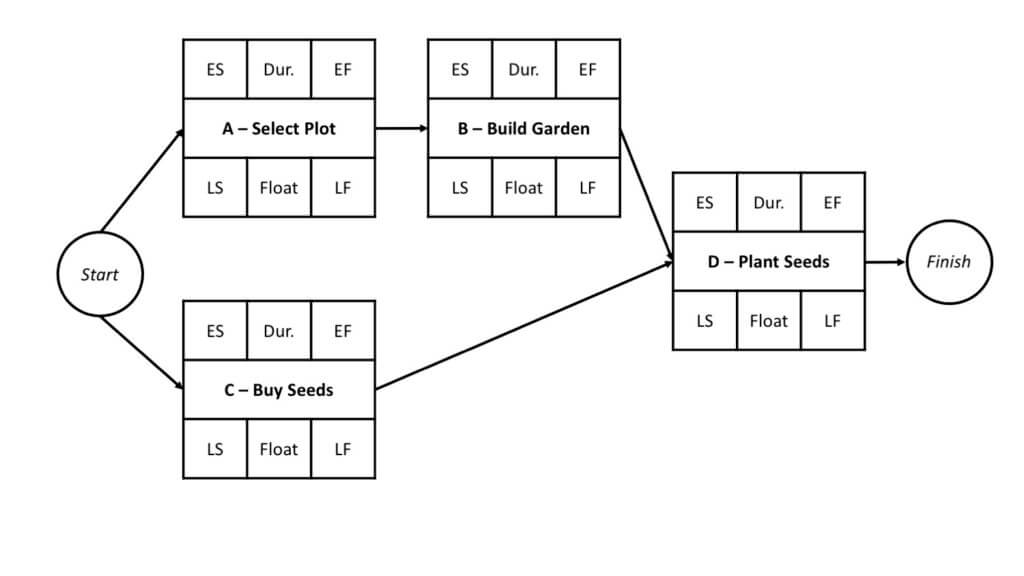 ES Dur. EF
A – Select Plot
LS Float LF
ES Dur. EF
B – Build Garden
LS Float LF
ES Dur. EF
D – Plant Seeds
LS Float LF
Start
Finish
ES Dur. EF
C – Buy Seeds
LS Float LF